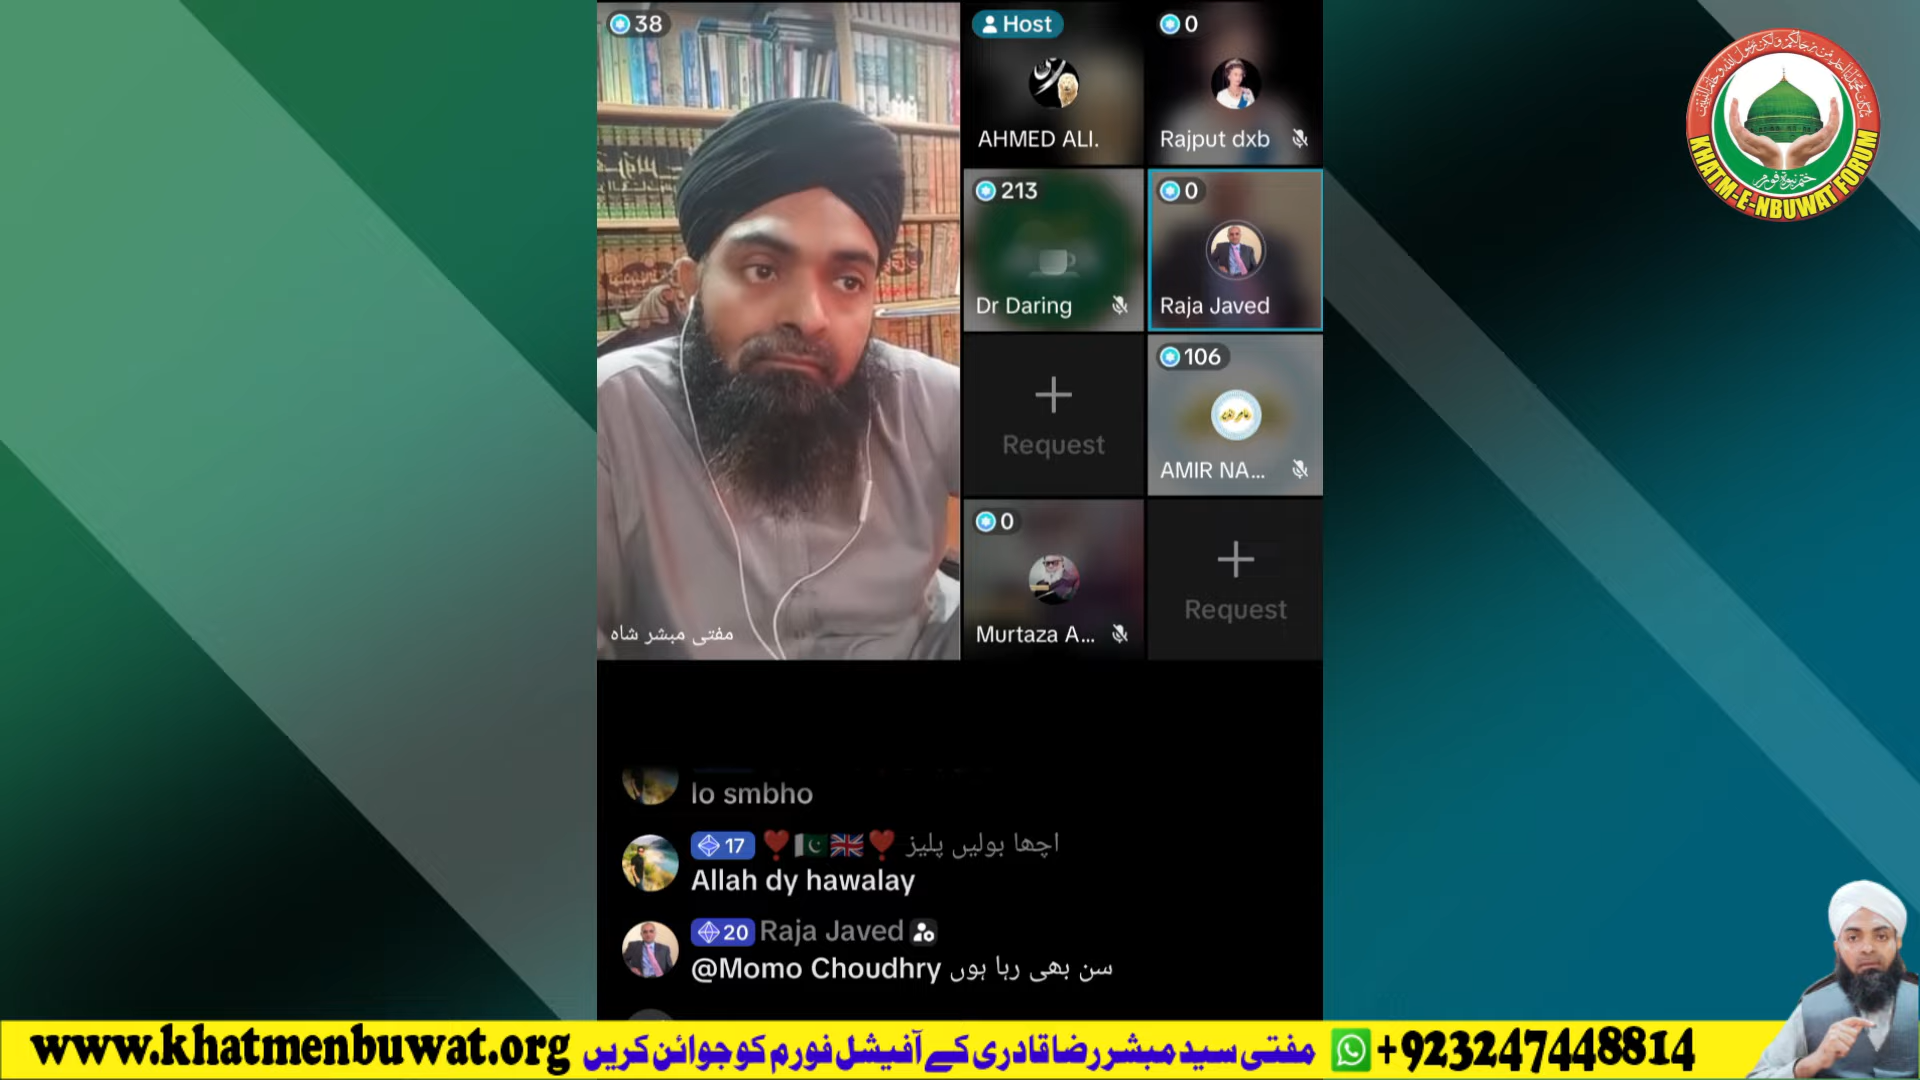 38
Host
AHMED ALI.
0
Rajput dxb
213
Dr Daring
0
Raja Javed
Request
106
AMIR NA...
0
Murtaza A...
Request
مفتی مبشر شاہ
KHATM-E-NBUWAT FORUM
ختم نبوة فورم
lo smbho
17 اچھا بولیں پلیز
Allah dy hawalay
20 Raja Javed
@Momo Choudhry سن بھی رہا ہوں
www.khatmenbuwat.org مفتی سید مبشر رضا قادری کے آفیشل فورم کو جوائن کریں +923247448814